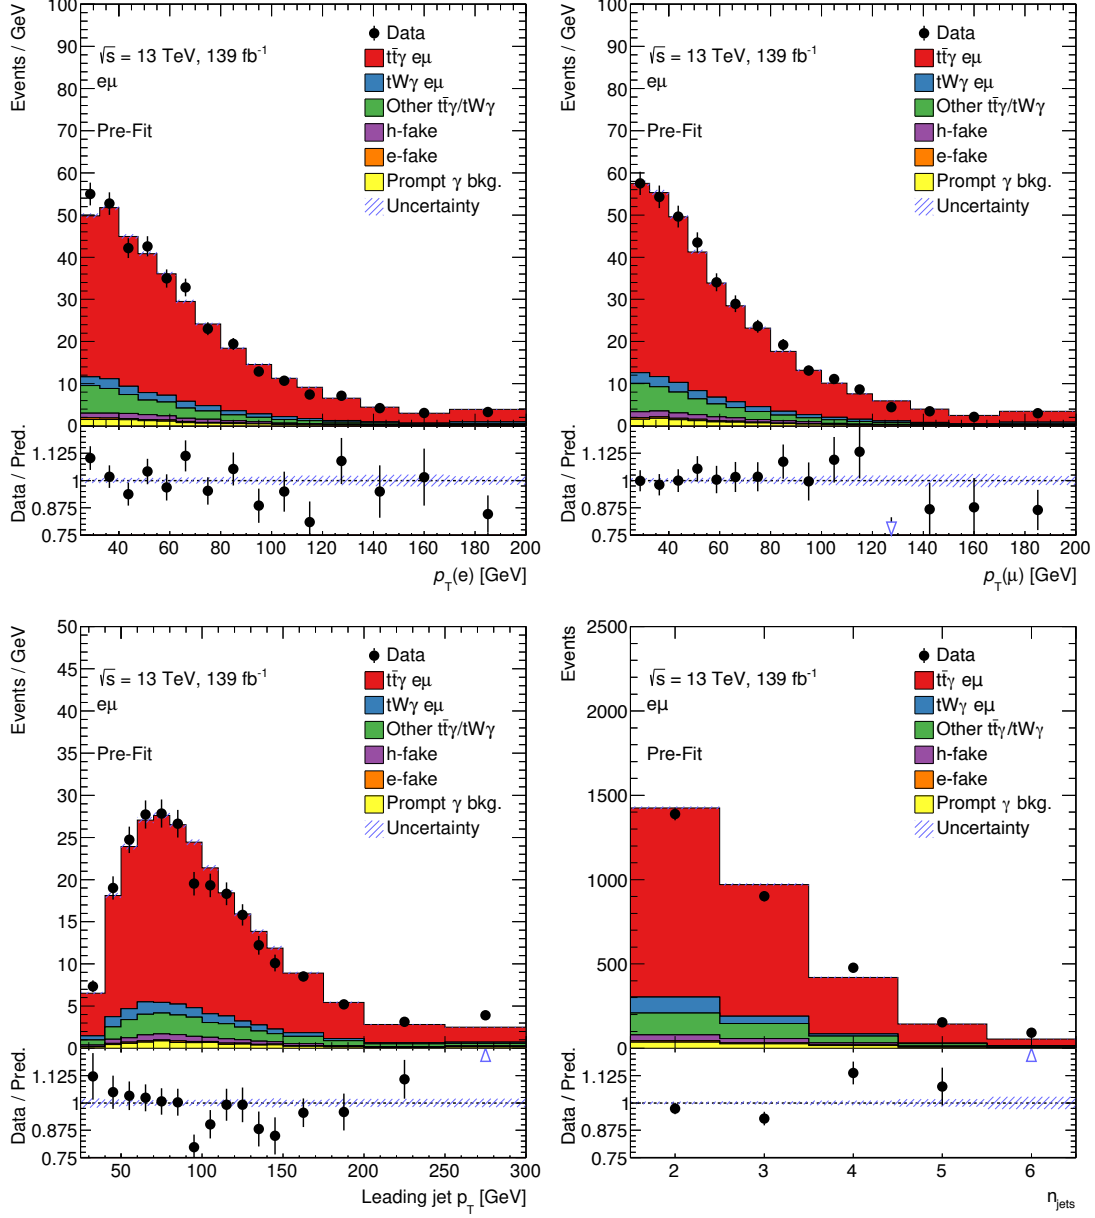 Events / GeV
100
90
80
70
60
50
40
30
20
10
0
√s = 13 TeV, 139 fb⁻¹
eμ
Pre-Fit
Data
tt̄γ eμ
tWγ eμ
Other tt̄γ/tWγ
h-fake
e-fake
Prompt γ bkg.
Uncertainty
Data / Pred.
1.125
1
0.875
0.75
40 60 80 100 120 140 160 180 200
p_T(e) [GeV]
Events / GeV
100
90
80
70
60
50
40
30
20
10
0
√s = 13 TeV, 139 fb⁻¹
eμ
Pre-Fit
Data
tt̄γ eμ
tWγ eμ
Other tt̄γ/tWγ
h-fake
e-fake
Prompt γ bkg.
Uncertainty
Data / Pred.
1.125
1
0.875
0.75
40 60 80 100 120 140 160 180 200
p_T(μ) [GeV]
Events / GeV
50
45
40
35
30
25
20
15
10
5
0
√s = 13 TeV, 139 fb⁻¹
eμ
Pre-Fit
Data
tt̄γ eμ
tWγ eμ
Other tt̄γ/tWγ
h-fake
e-fake
Prompt γ bkg.
Uncertainty
Data / Pred.
1.125
1
0.875
0.75
50 100 150 200 250 300
Leading jet p_T [GeV]
Events
2500
2000
1500
1000
500
0
√s = 13 TeV, 139 fb⁻¹
eμ
Pre-Fit
Data
tt̄γ eμ
tWγ eμ
Other tt̄γ/tWγ
h-fake
e-fake
Prompt γ bkg.
Uncertainty
Data / Pred.
1.125
1
0.875
0.75
2 3 4 5 6
n_jets